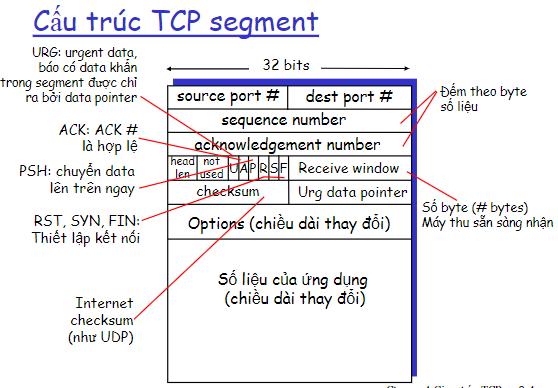 Cấu trúc TCP segment
URG: urgent data,
báo có data khẩn
trong segment được chỉ
ra bởi data pointer
ACK: ACK #
là hợp lệ
PSH: chuyển data
lên trên ngay
RST, SYN, FIN:
Thiết lập kết nối
Internet
checksum
(như UDP)
32 bits
source port #
dest port #
sequence number
acknowledgement number
head
len
not
used
U A P R S F
Receive window
checksum
Urg data pointer
Options (chiều dài thay đổi)
Số liệu của ứng dụng
(chiều dài thay đổi)
Đếm theo byte
số liệu
Số byte (# bytes)
Máy thu sẵn sàng nhận